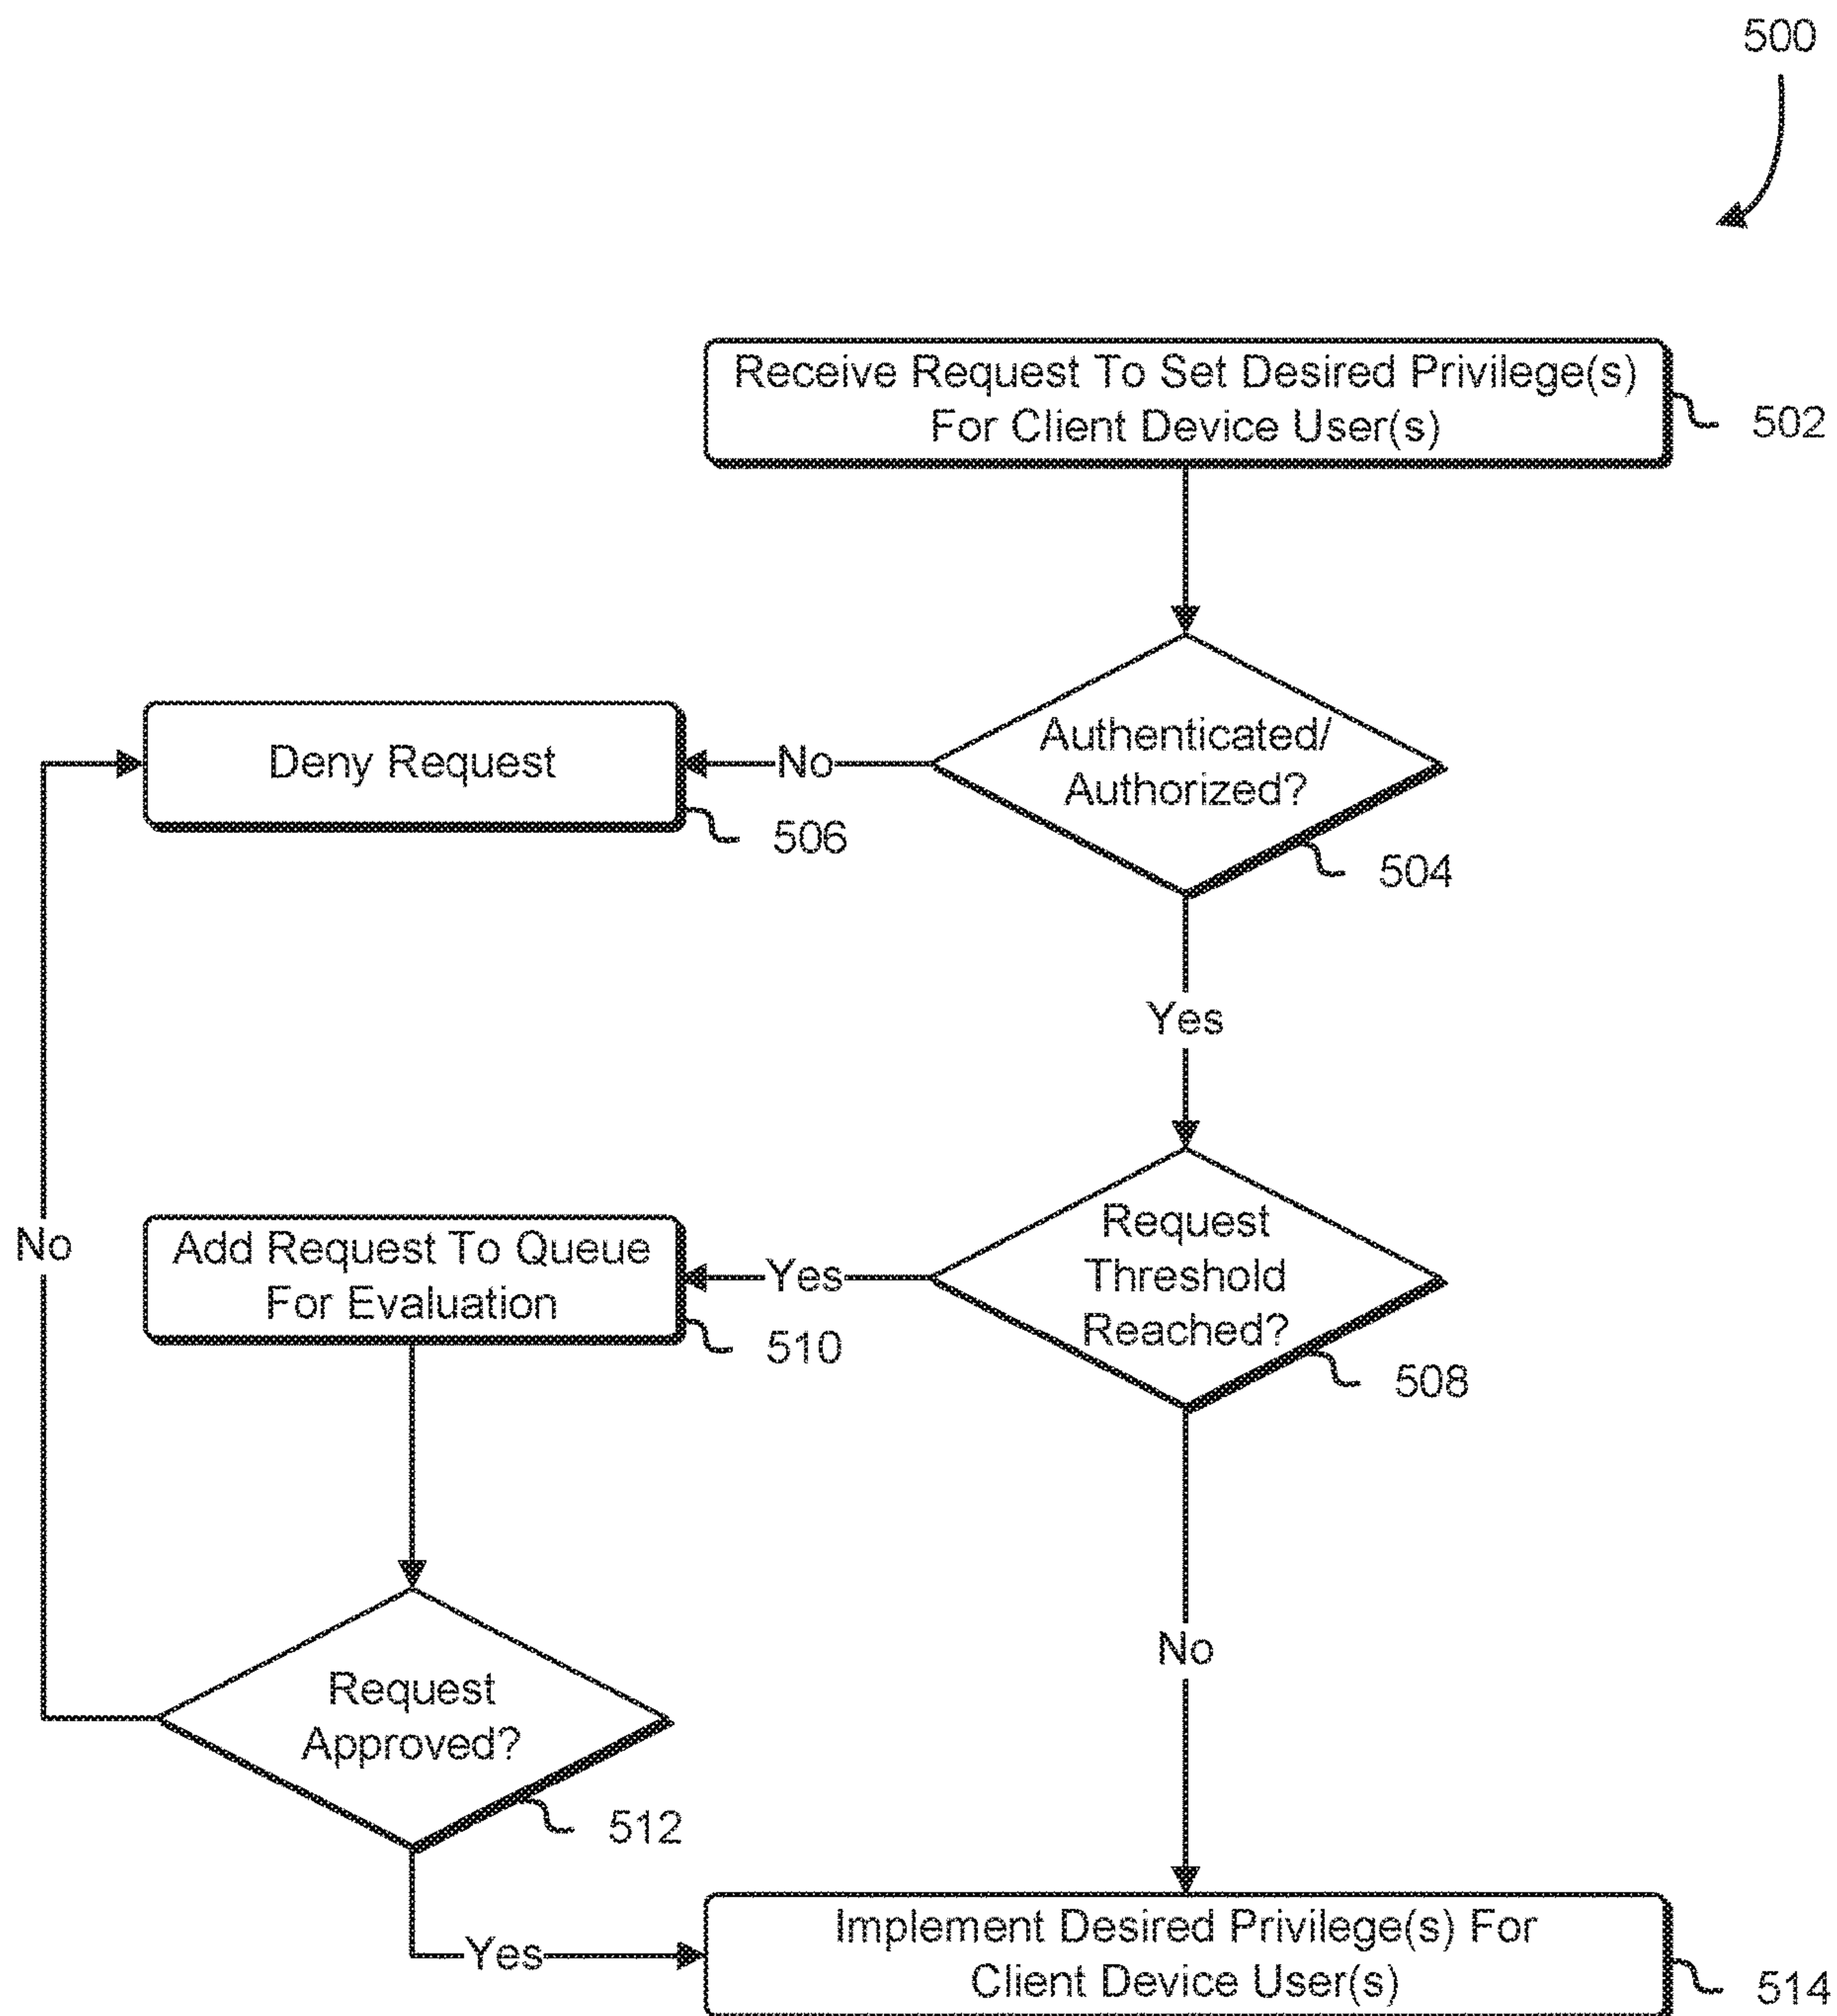 500
Receive Request To Set Desired Privilege(s)
For Client Device User(s)
502
Authenticated/
Authorized?
504
No
Deny Request
506
Yes
Request
Threshold
Reached?
508
Yes
Add Request To Queue
For Evaluation
510
No
No
Request
Approved?
512
Yes
Implement Desired Privilege(s) For
Client Device User(s)
514